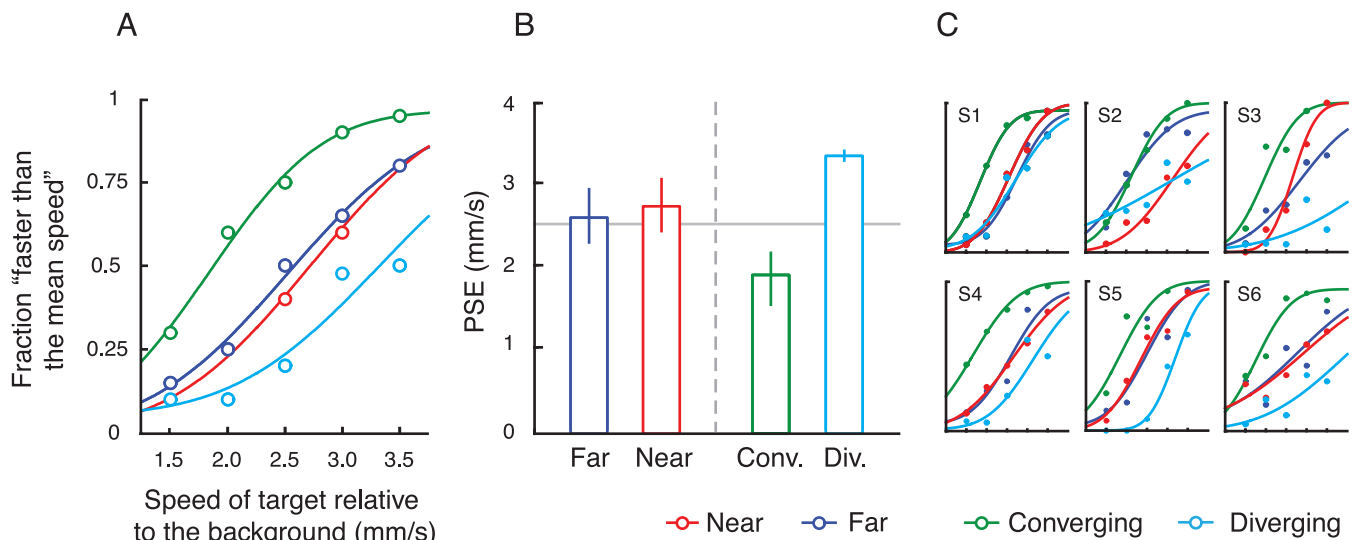 A
B
C
Fraction “faster than
the mean speed”
1
0.75
0.5
0.25
0
1.5 2.0 2.5 3.0 3.5
Speed of target relative
to the background (mm/s)
PSE (mm/s)
4
3
2
1
0
Far Near Conv. Div.
S1 S2 S3
S4 S5 S6
Near Far Converging Diverging